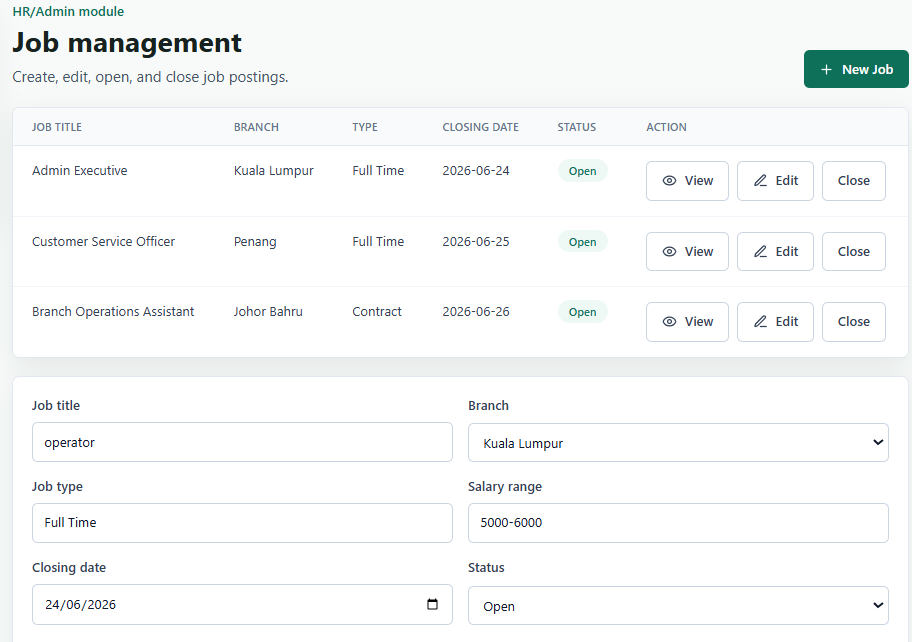 HR/Admin module
Job management
Create, edit, open, and close job postings.
+ New Job
JOB TITLE BRANCH TYPE CLOSING DATE STATUS ACTION
Admin Executive Kuala Lumpur Full Time 2026-06-24 Open View Edit Close
Customer Service Officer Penang Full Time 2026-06-25 Open View Edit Close
Branch Operations Assistant Johor Bahru Contract 2026-06-26 Open View Edit Close
Job title Branch
operator Kuala Lumpur
Job type Salary range
Full Time 5000-6000
Closing date Status
24/06/2026 Open